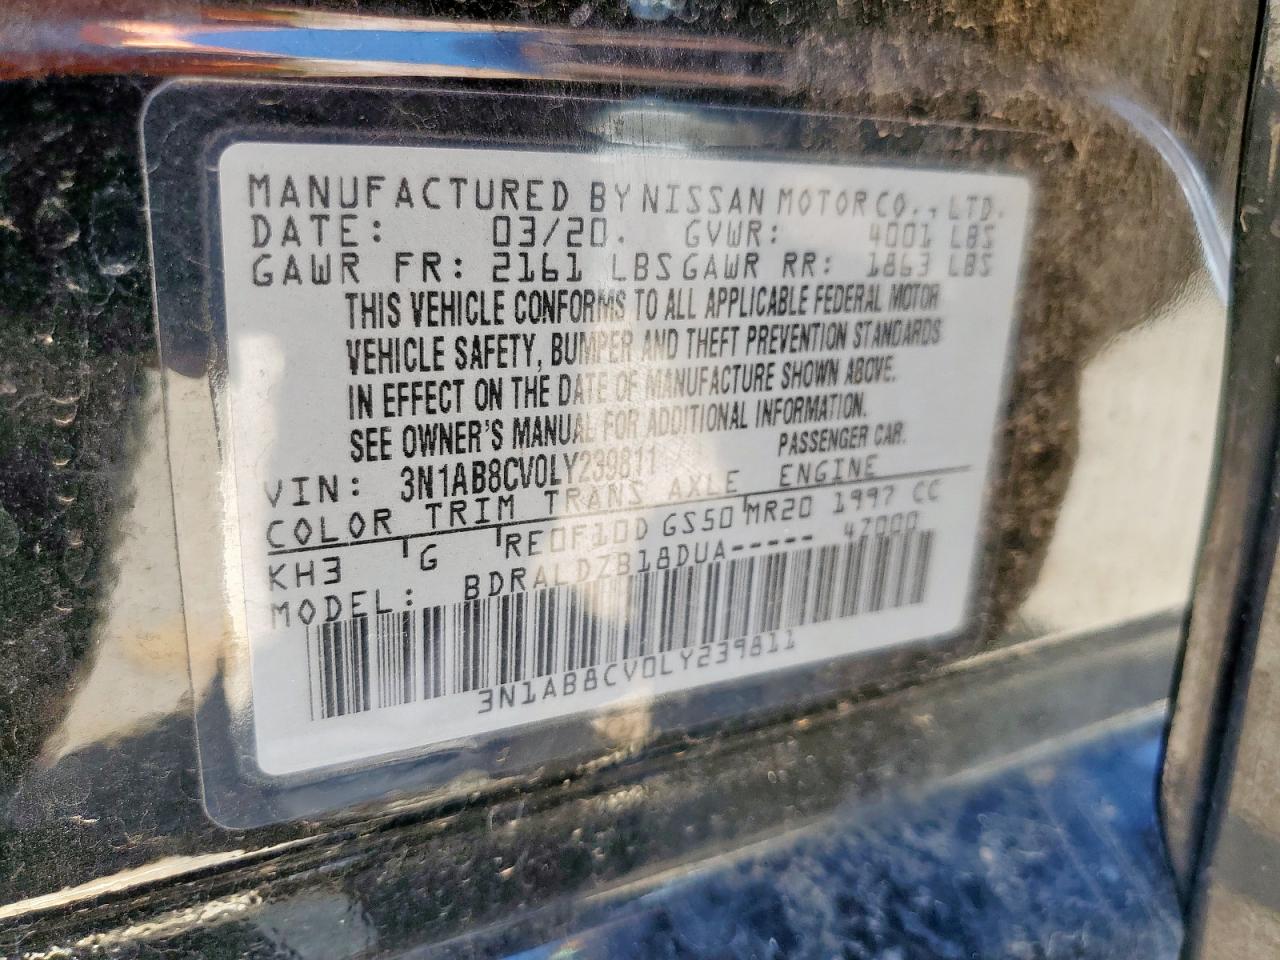 MANUFACTURED BY NISSAN MOTOR CO., LTD.
DATE: 03/20. GVWR: 4001 LBS
GAWR FR: 2161 LBS GAWR RR: 1863 LBS
THIS VEHICLE CONFORMS TO ALL APPLICABLE FEDERAL MOTOR
VEHICLE SAFETY, BUMPER AND THEFT PREVENTION STANDARDS
IN EFFECT ON THE DATE OF MANUFACTURE SHOWN ABOVE.
SEE OWNER'S MANUAL FOR ADDITIONAL INFORMATION.
PASSENGER CAR.
VIN: 3N1AB8CV0LY239811
COLOR TRIM TRANS AXLE ENGINE
KH3 G RE0F10D GS50 MR20 1997 CC
MODEL: BDRALDZB18DUA----- 4Z000
3N1AB8CV0LY239811